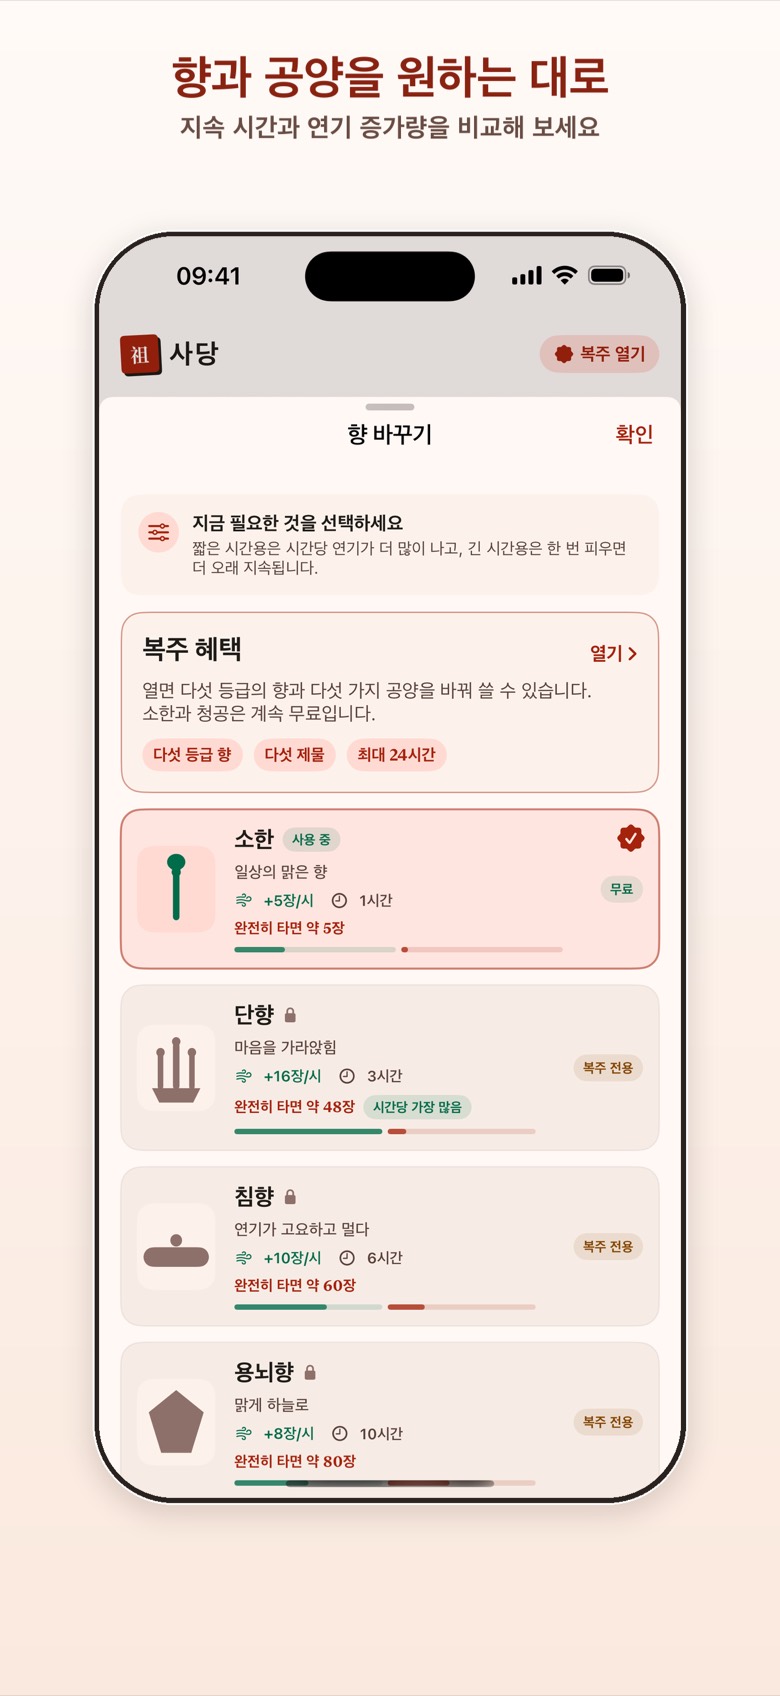 향과 공양을 원하는 대로
지속 시간과 연기 증가량을 비교해 보세요
09:41
祖 사당
복주 열기
향 바꾸기
확인
지금 필요한 것을 선택하세요
짧은 시간용은 시간당 연기가 더 많이 나고, 긴 시간용은 한 번 피우면
더 오래 지속됩니다.
복주 혜택
열기
열면 다섯 등급의 향과 다섯 가지 공양을 바꿔 쓸 수 있습니다.
소한과 청공은 계속 무료입니다.
다섯 등급 향 다섯 제물 최대 24시간
소한 사용 중
일상의 맑은 향
무료
+5장/시 1시간
완전히 타면 약 5장
단향
마음을 가라앉힘
복주 전용
+16장/시 3시간
완전히 타면 약 48장 시간당 가장 많음
침향
연기가 고요하고 멀다
복주 전용
+10장/시 6시간
완전히 타면 약 60장
용뇌향
맑게 하늘로
복주 전용
+8장/시 10시간
완전히 타면 약 80장